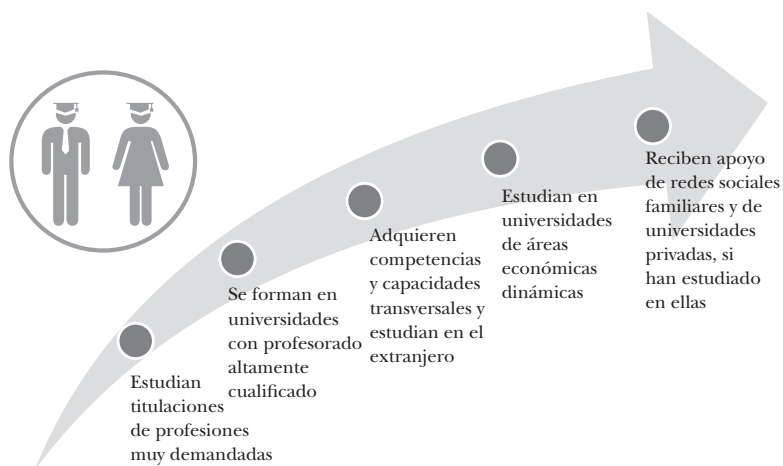 Estudian
titulaciones
de profesiones
muy demandadas
Se forman en
universidades
con profesorado
altamente
cualificado
Adquieren
competencias
y capacidades
transversales y
estudian en el
extranjero
Estudian en
universidades
de áreas
económicas
dinámicas
Reciben apoyo
de redes sociales
familiares y de
universidades
privadas, si
han estudiado
en ellas